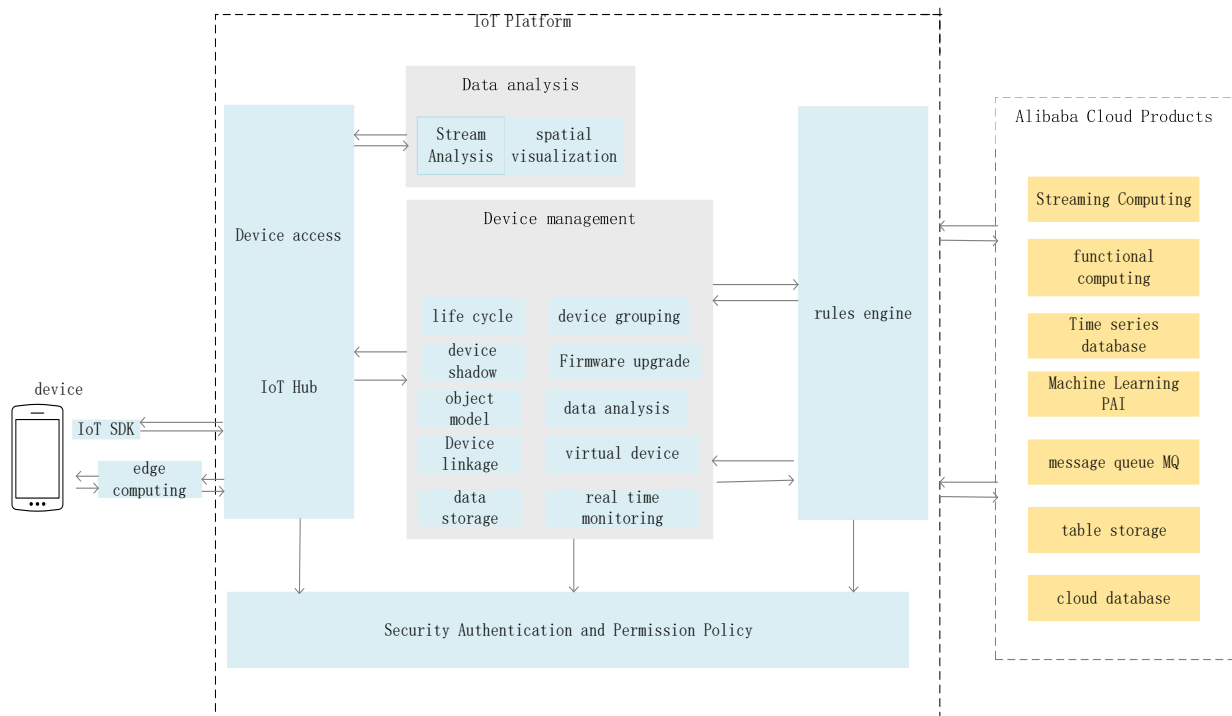 IoT Platform
Data analysis
Stream
Analysis
spatial
visualization
Device access
IoT Hub
Device management
life cycle
device grouping
device
shadow
Firmware upgrade
object
model
data analysis
Device
linkage
virtual device
data
storage
real time
monitoring
rules engine
device
IoT SDK
edge
computing
Security Authentication and Permission Policy
Alibaba Cloud Products
Streaming Computing
functional
computing
Time series
database
Machine Learning
PAI
message queue MQ
table storage
cloud database